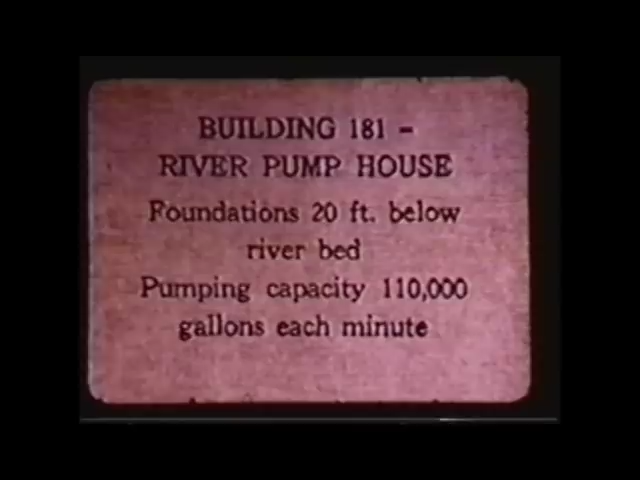 BUILDING 181 -
RIVER PUMP HOUSE
Foundations 20 ft. below
river bed
Pumping capacity 110,000
gallons each minute